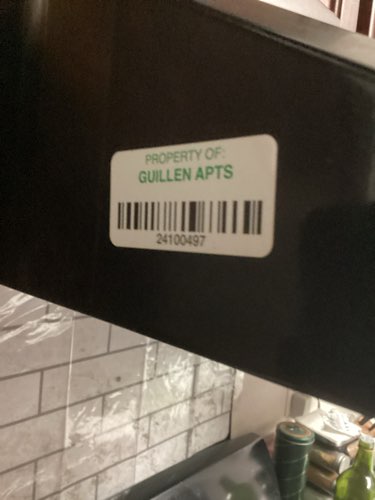 PROPERTY OF:
GUILLEN APTS
24100497